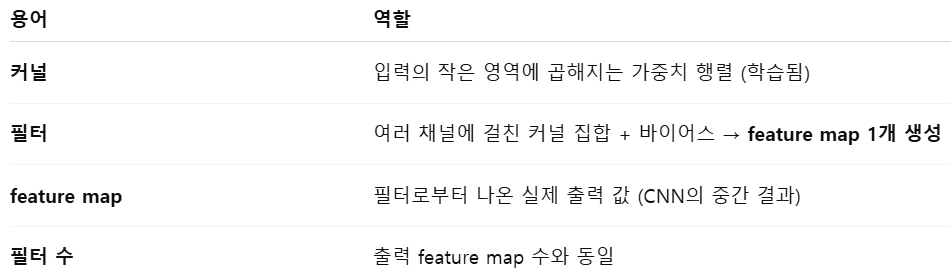 용어 역할
커널 입력의 작은 영역에 곱해지는 가중치 행렬 (학습됨)
필터 여러 채널에 걸친 커널 집합 + 바이어스 → feature map 1개 생성
feature map 필터로부터 나온 실제 출력 값 (CNN의 중간 결과)
필터 수 출력 feature map 수와 동일